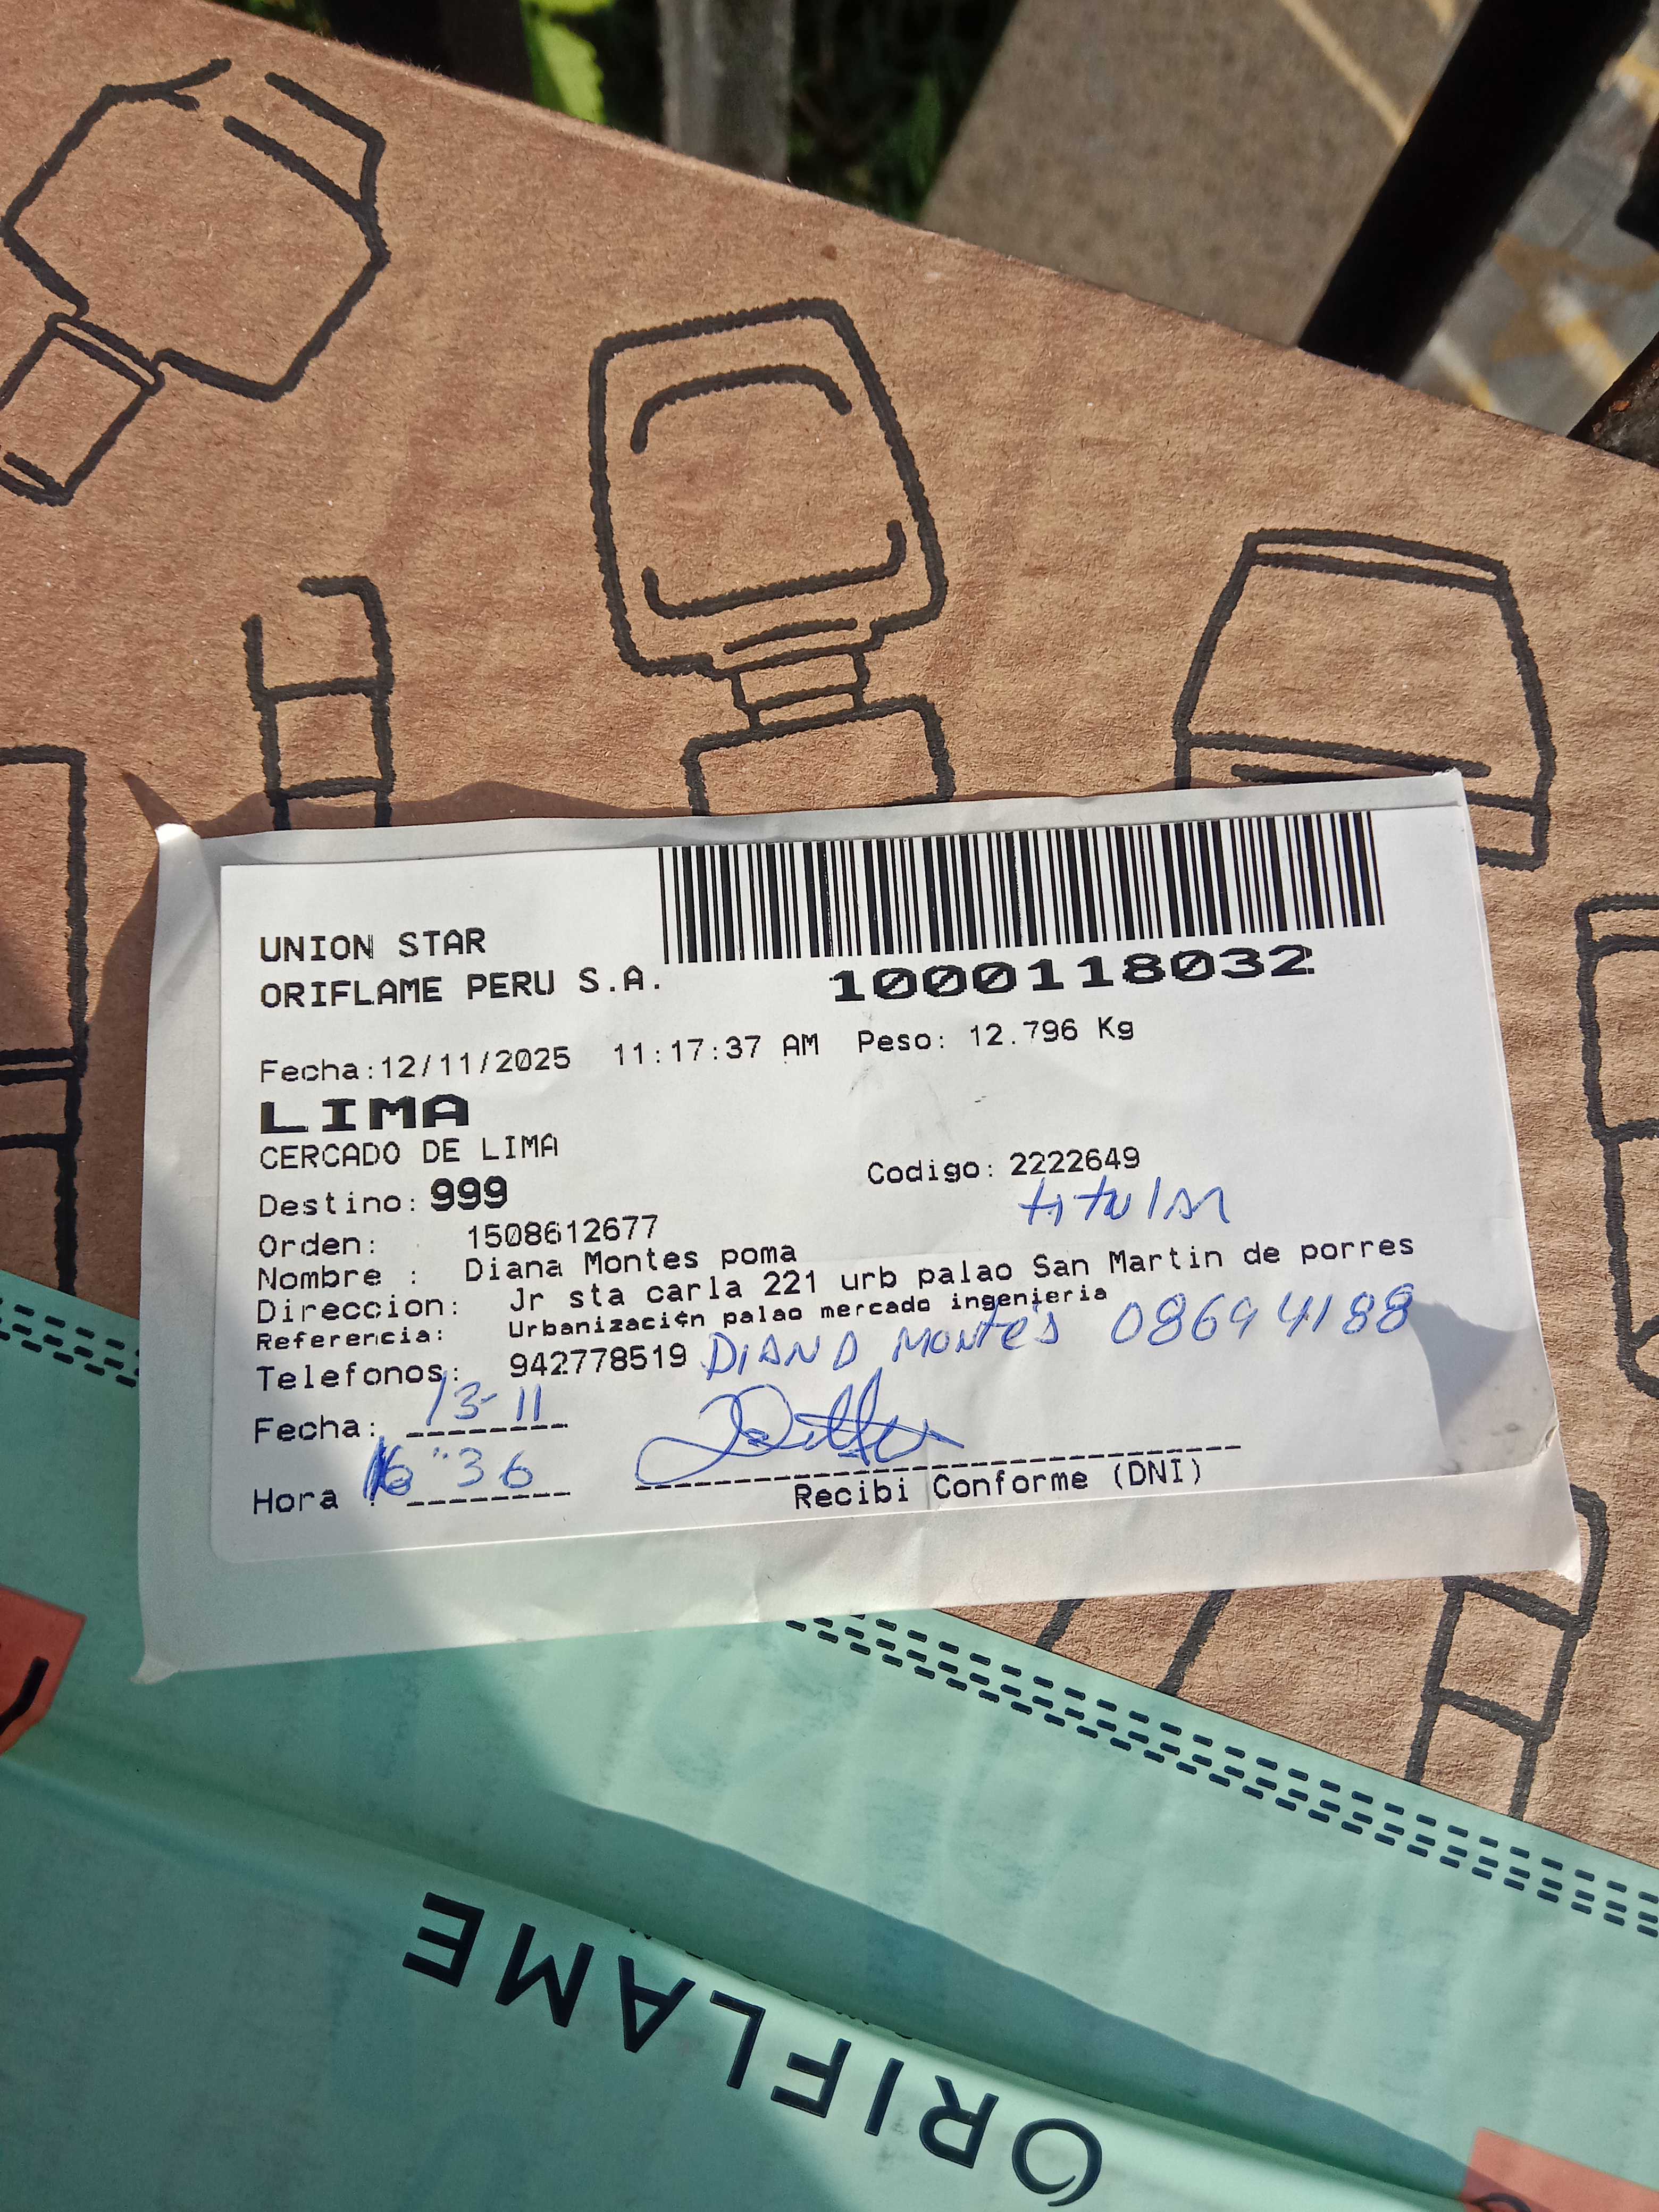 UNION STAR
ORIFLAME PERU S.A.
1000118032
Fecha:12/11/2025 11:17:37 AM Peso: 12.796 Kg
LIMA
CERCADO DE LIMA
Destino: 999 Codigo: 2222649
titular
Orden: 1508612677
Nombre : Diana Montes poma
Direccion: Jr sta carla 221 urb palao San Martin de porres
Referencia: Urbanizaci¢n palao mercado ingenieria
Telefonos: 942778519 DIANA MONTES 08694188
Fecha: 13-11
Hora : 16:36
Recibi Conforme (DNI)
ORIFLAME